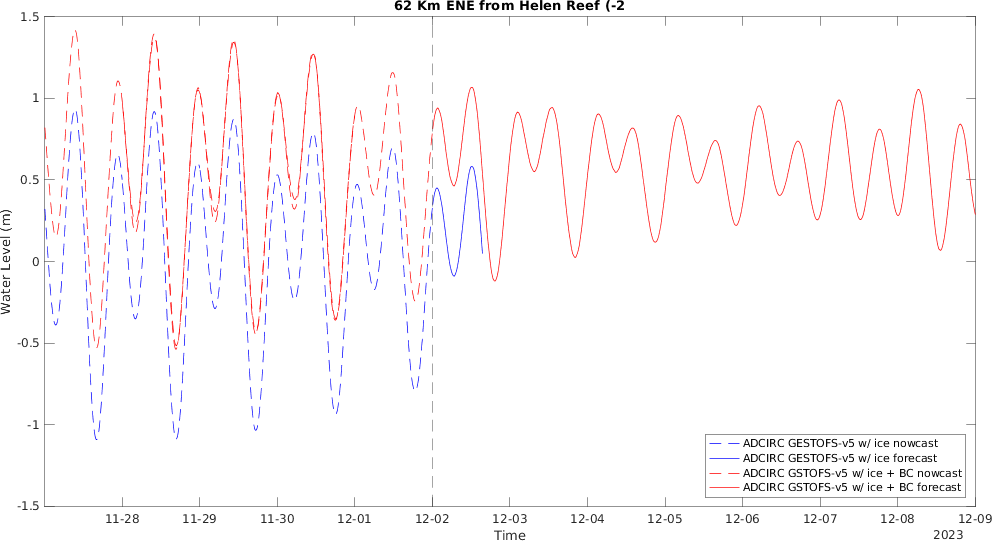 62 Km ENE from Helen Reef (-2
1.5
1
0.5
0
-0.5
-1
-1.5
Water Level (m)
11-28 11-29 11-30 12-01 12-02 12-03 12-04 12-05 12-06 12-07 12-08 12-09
Time
2023
ADCIRC GESTOFS-v5 w/ ice nowcast
ADCIRC GESTOFS-v5 w/ ice forecast
ADCIRC GSTOFS-v5 w/ ice + BC nowcast
ADCIRC GSTOFS-v5 w/ ice + BC forecast